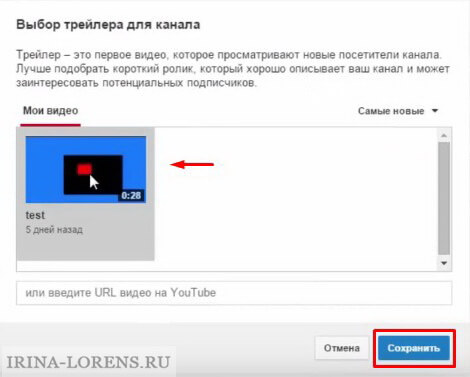 Выбор трейлера для канала
Трейлер – это первое видео, которое просматривают новые посетители канала.
Лучше подобрать короткий ролик, который хорошо описывает ваш канал и может
заинтересовать потенциальных подписчиков.
Мои видео Самые новые
0:28
test
5 дней назад
или введите URL видео на YouTube
Отмена Сохранить
IRINA-LORENS.RU